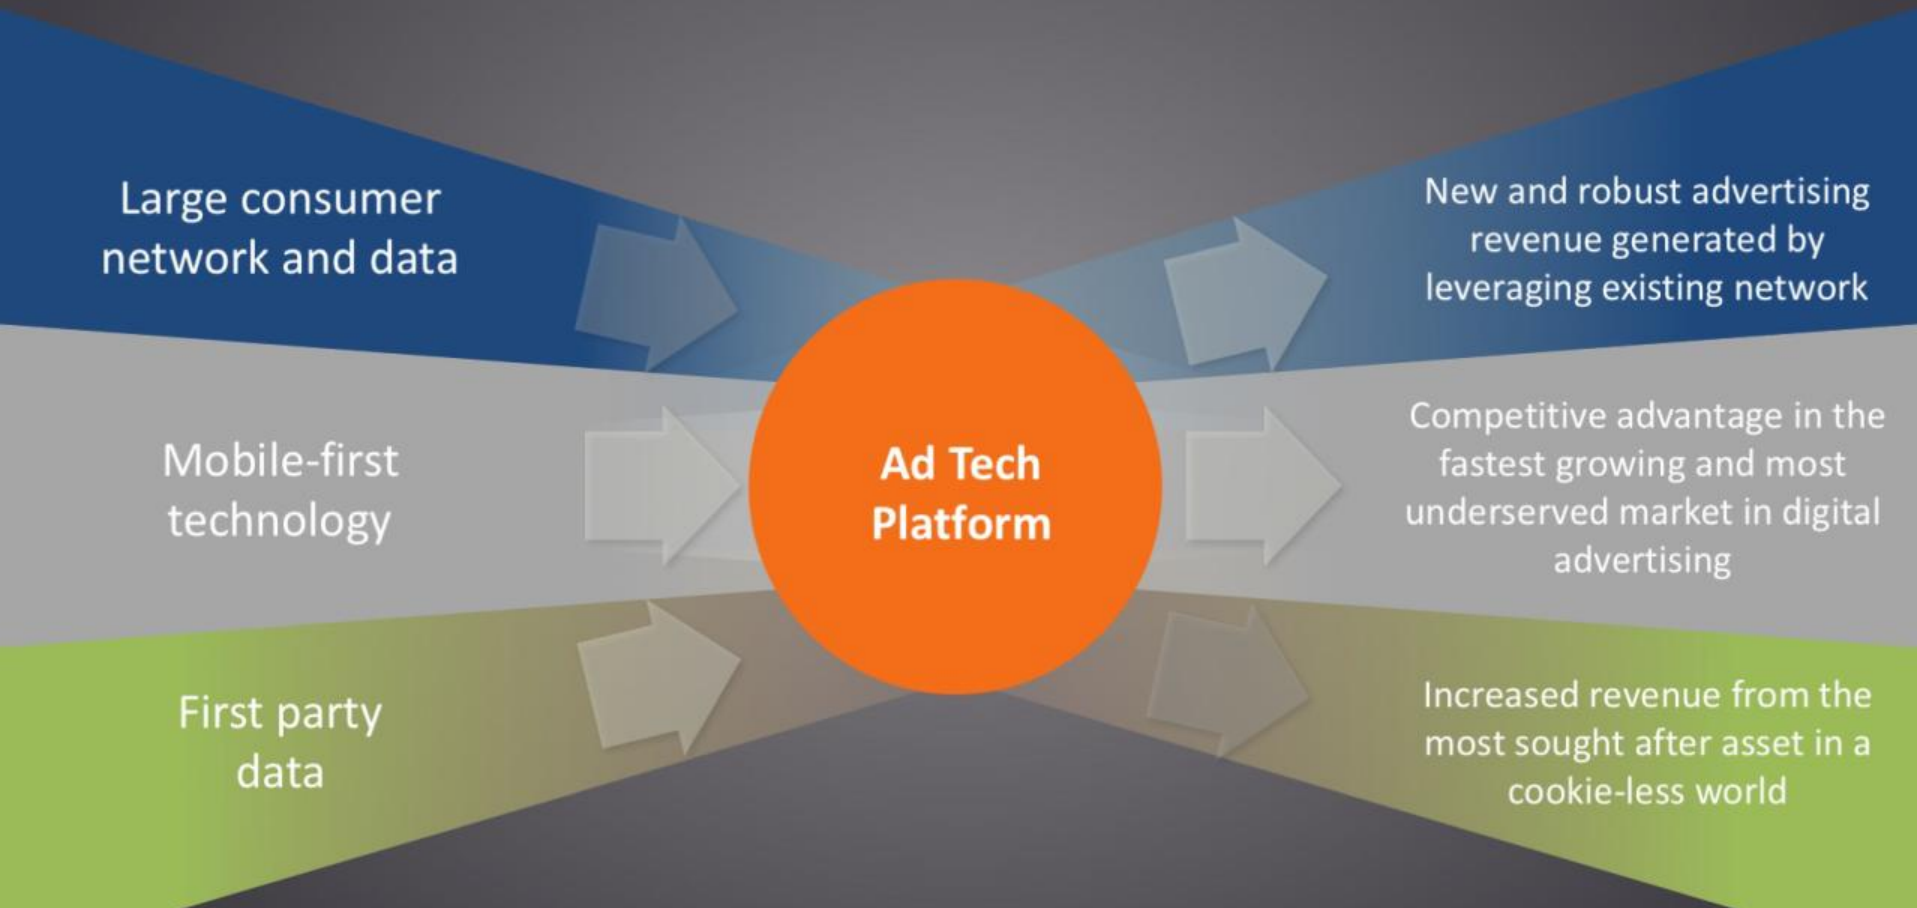 Large consumer
network and data
Mobile-first
technology
First party
data
Ad Tech
Platform
New and robust advertising
revenue generated by
leveraging existing network
Competitive advantage in the
fastest growing and most
underserved market in digital
advertising
Increased revenue from the
most sought after asset in a
cookie-less world